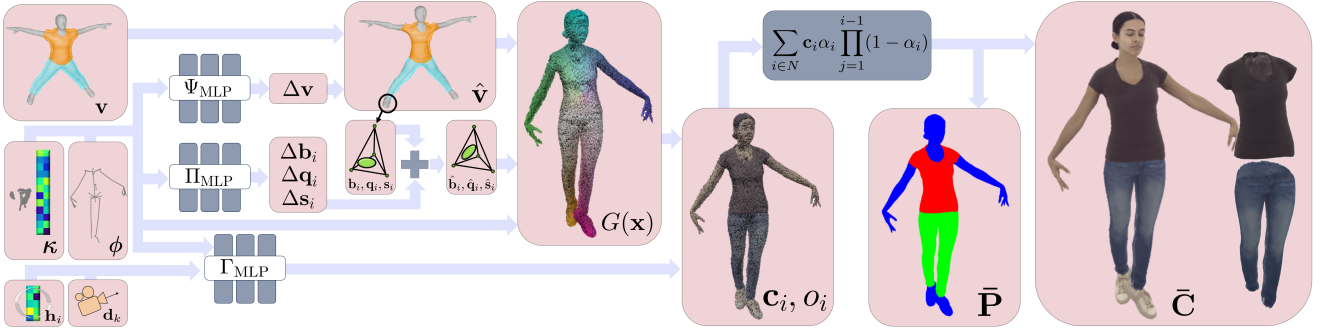 v
Ψ_MLP
Δv
v̂
b_i, q_i, s_i
b̂_i, q̂_i, ŝ_i
Π_MLP
Δb_i
Δq_i
Δs_i
κ
ϕ
G(x)
Γ_MLP
h_i
d_k
∑_{i∈N} c_i α_i ∏_{j=1}^{i−1} (1 − α_i)
c_i, o_i
P̄
C̄